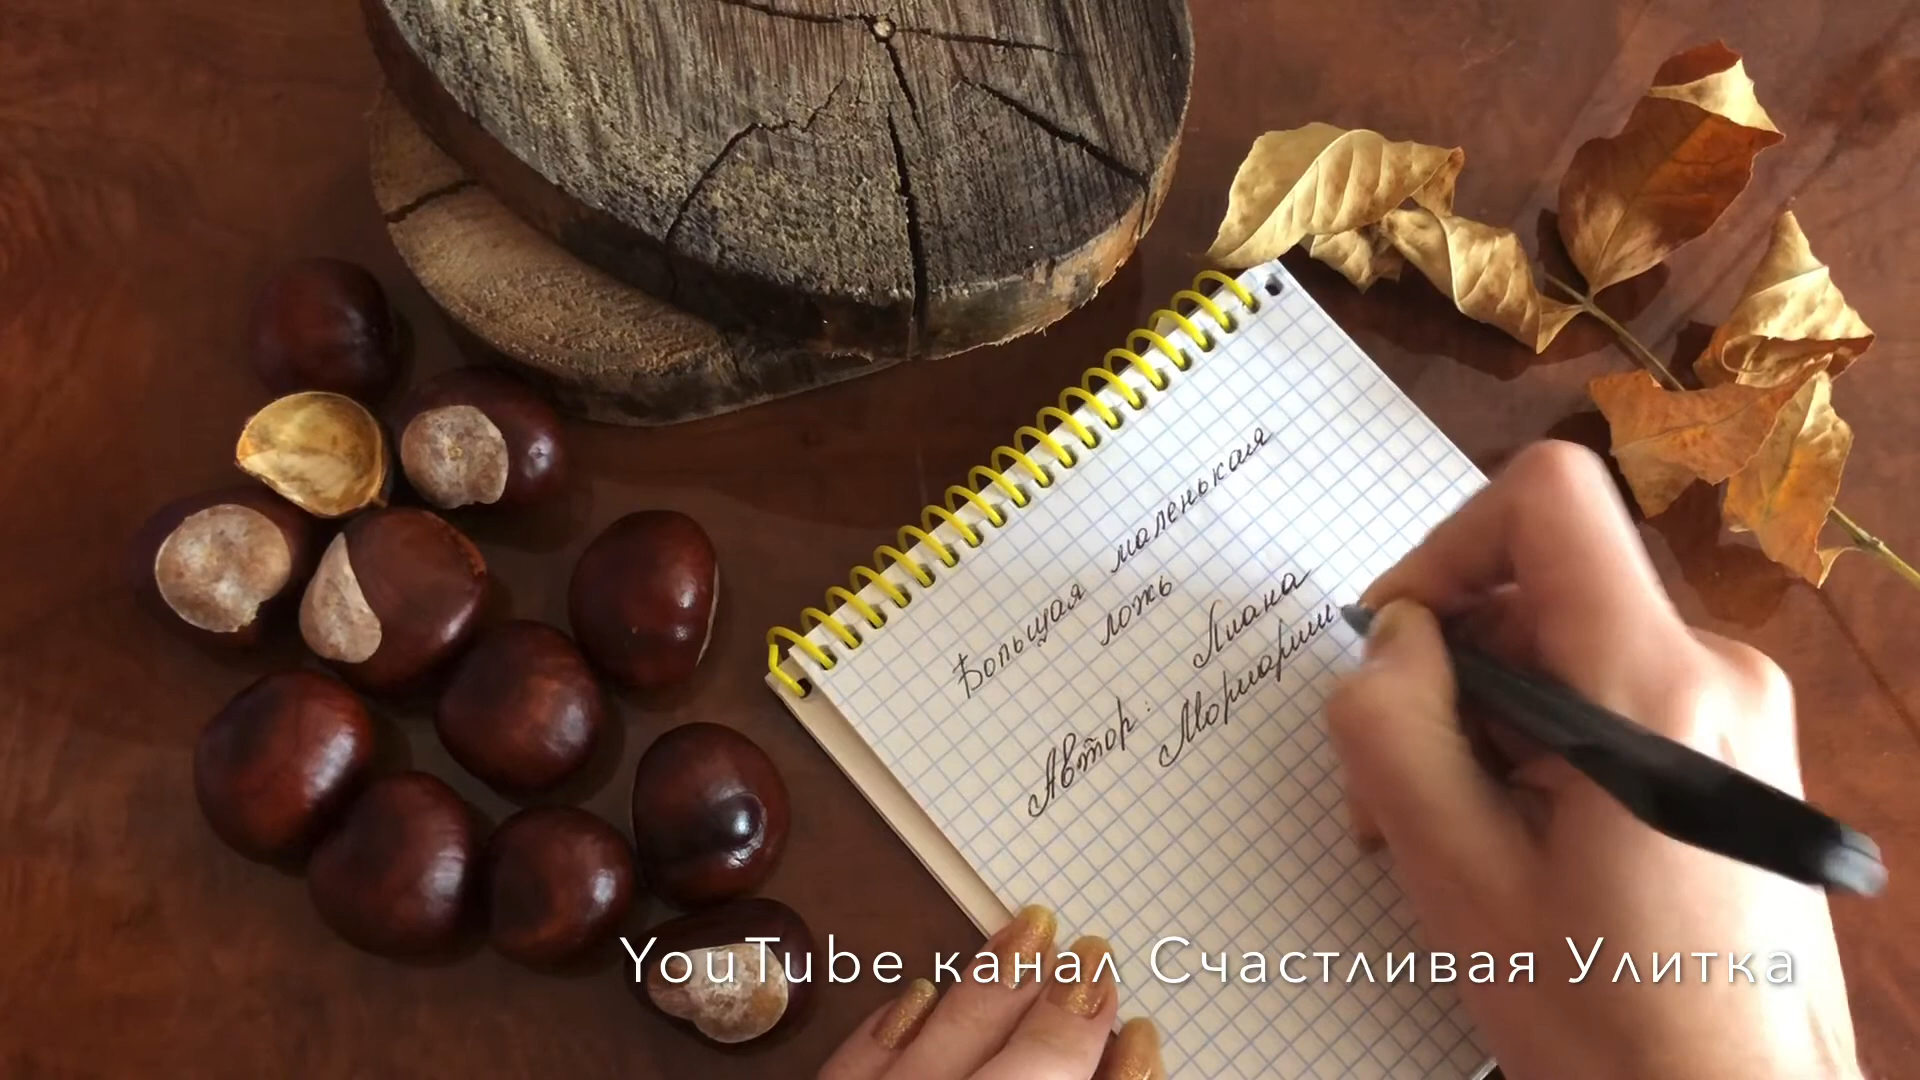 Большая маленькая
ложь
Автор: Лиана
Мориарти
YouTube канал Счастливая Улитка